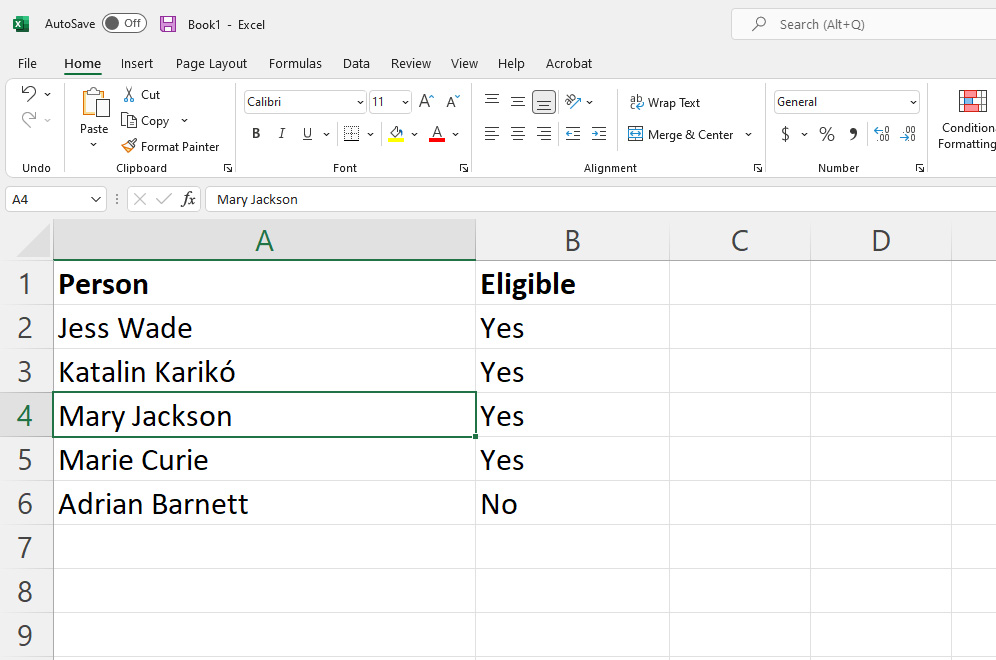 AutoSave Off Book1 - Excel Search (Alt+Q)
File Home Insert Page Layout Formulas Data Review View Help Acrobat
Paste Cut Copy Format Painter
Calibri 11 A A
B I U A
ab Wrap Text
Merge & Center
General
$ % 9 .00 .00
Condition
Formatting
Undo Clipboard Font Alignment Number
A4 fx Mary Jackson
A B C D
1 Person Eligible
2 Jess Wade Yes
3 Katalin Karikó Yes
4 Mary Jackson Yes
5 Marie Curie Yes
6 Adrian Barnett No
7
8
9